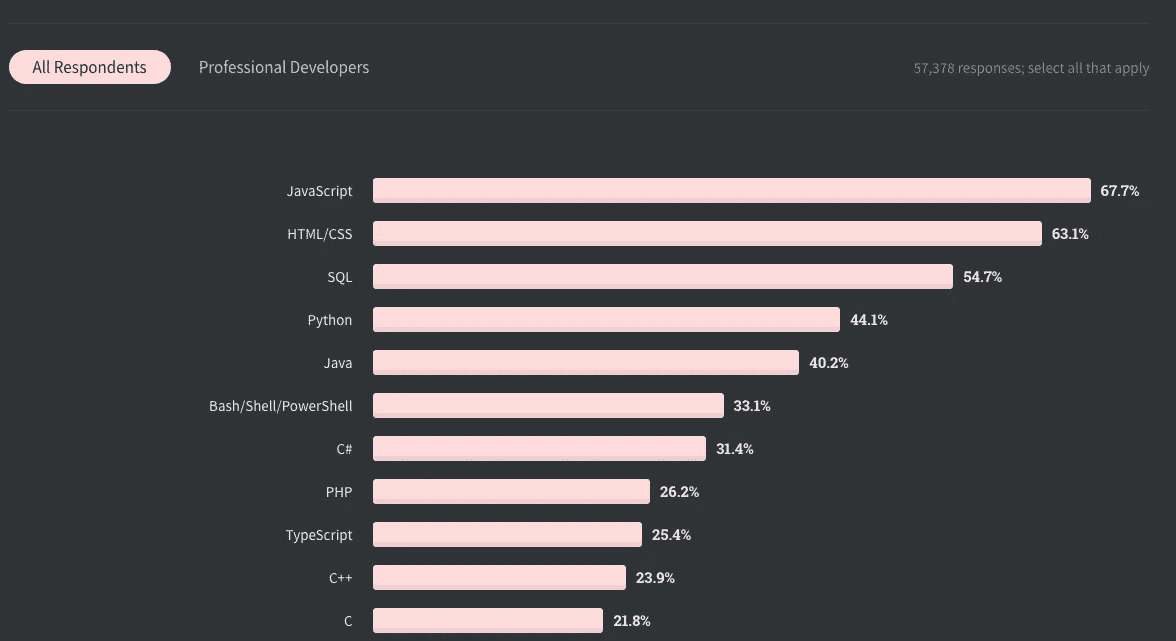 All Respondents Professional Developers 57,378 responses; select all that apply
JavaScript 67.7%
HTML/CSS 63.1%
SQL 54.7%
Python 44.1%
Java 40.2%
Bash/Shell/PowerShell 33.1%
C# 31.4%
PHP 26.2%
TypeScript 25.4%
C++ 23.9%
C 21.8%